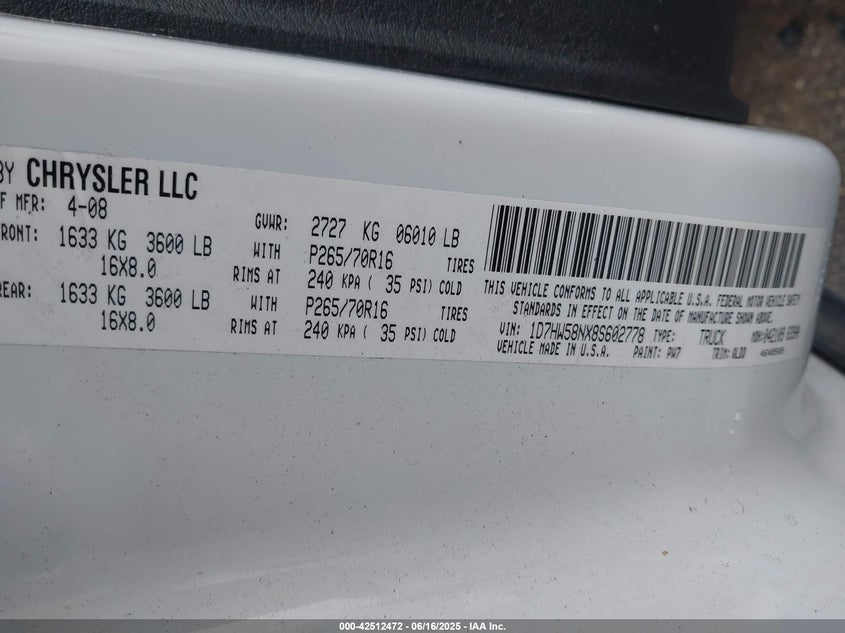 BY CHRYSLER LLC
F MFR: 4-08
GVWR: 2727 KG 06010 LB
FRONT: 1633 KG 3600 LB WITH P265/70R16 TIRES
16X8.0 RIMS AT 240 KPA ( 35 PSI) COLD
REAR: 1633 KG 3600 LB WITH P265/70R16 TIRES
16X8.0 RIMS AT 240 KPA ( 35 PSI) COLD
THIS VEHICLE CONFORMS TO ALL APPLICABLE U.S.A. FEDERAL MOTOR VEHICLE SAFETY
STANDARDS IN EFFECT ON THE DATE OF MANUFACTURE SHOWN ABOVE.
VIN: 1D7HW58NX8S602778 TYPE: TRUCK MDH:
VEHICLE MADE IN U.S.A. PAINT: PW7 TRIM:
000-42512472 - 06/16/2025 - IAA Inc.